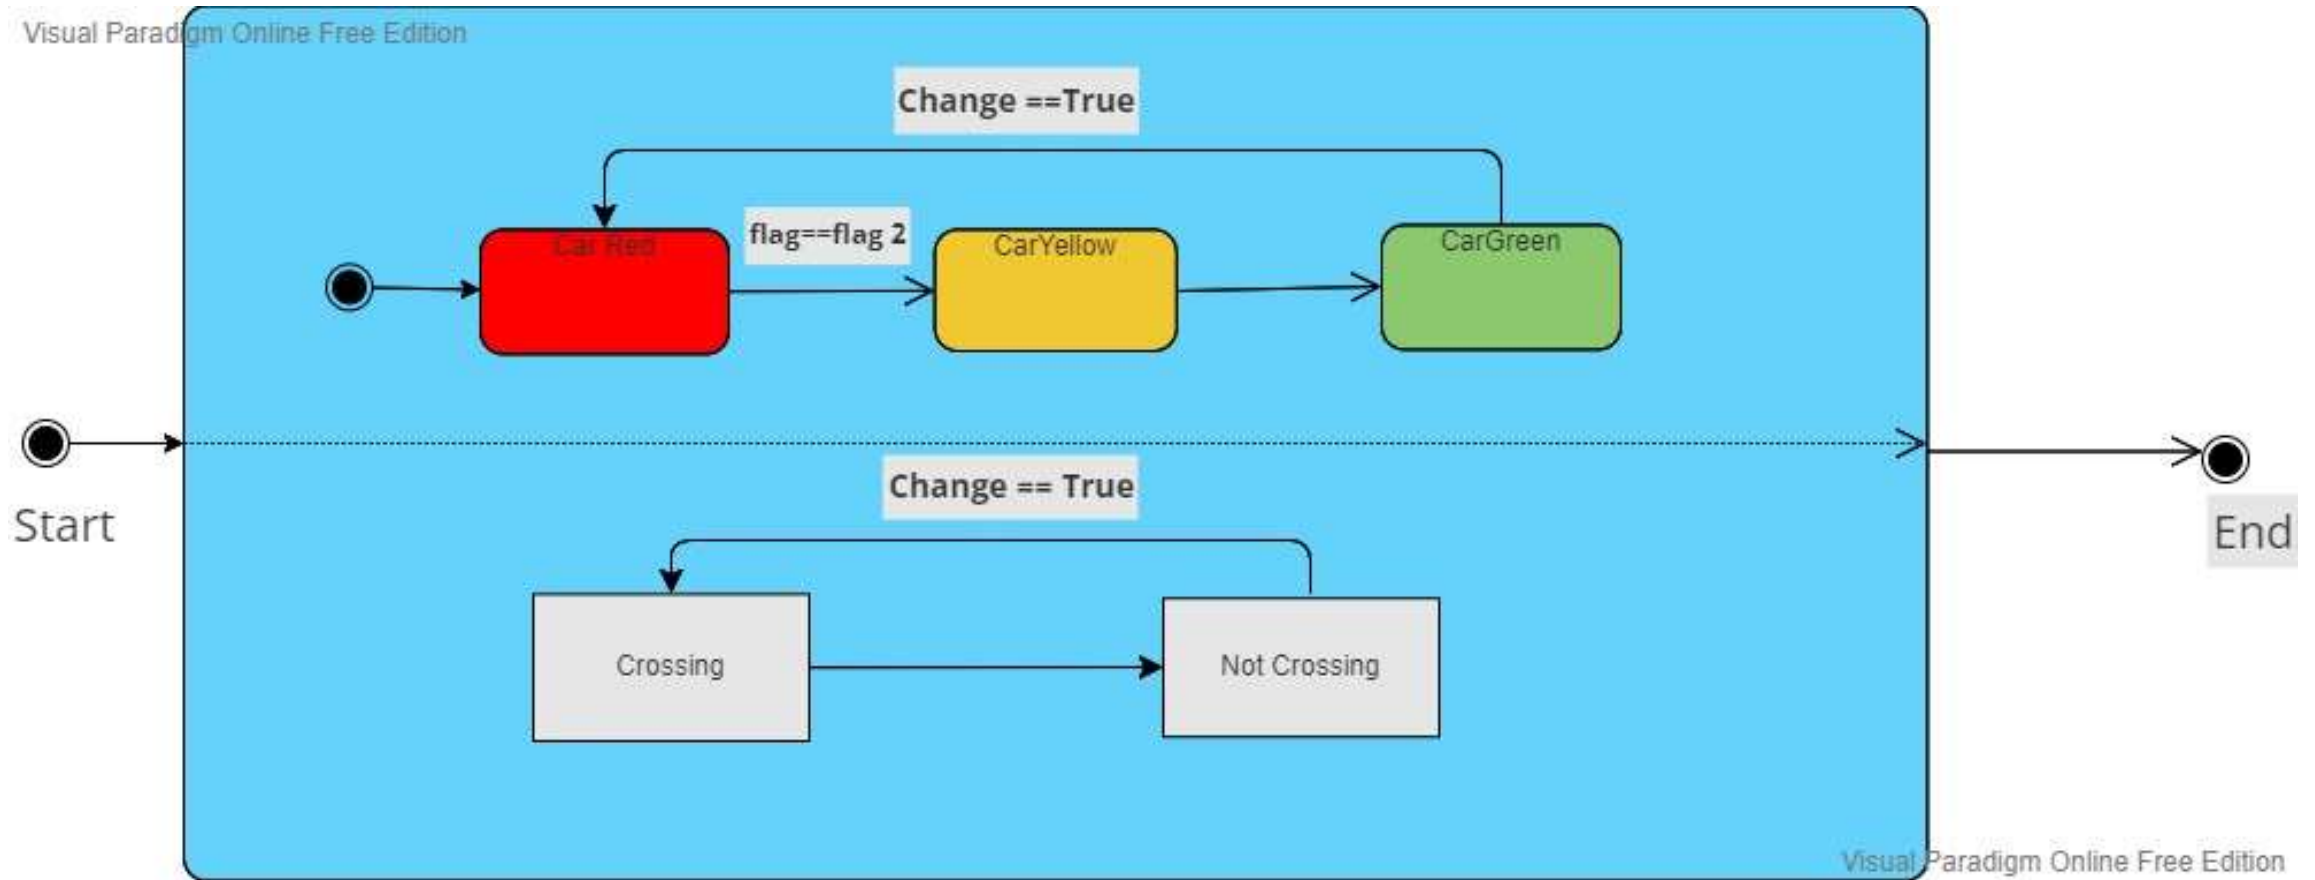 Visual Paradigm Online Free Edition
Change ==True
flag==flag 2
Car Red
CarYellow
CarGreen
Change == True
Start
End
Crossing
Not Crossing
Visual Paradigm Online Free Edition